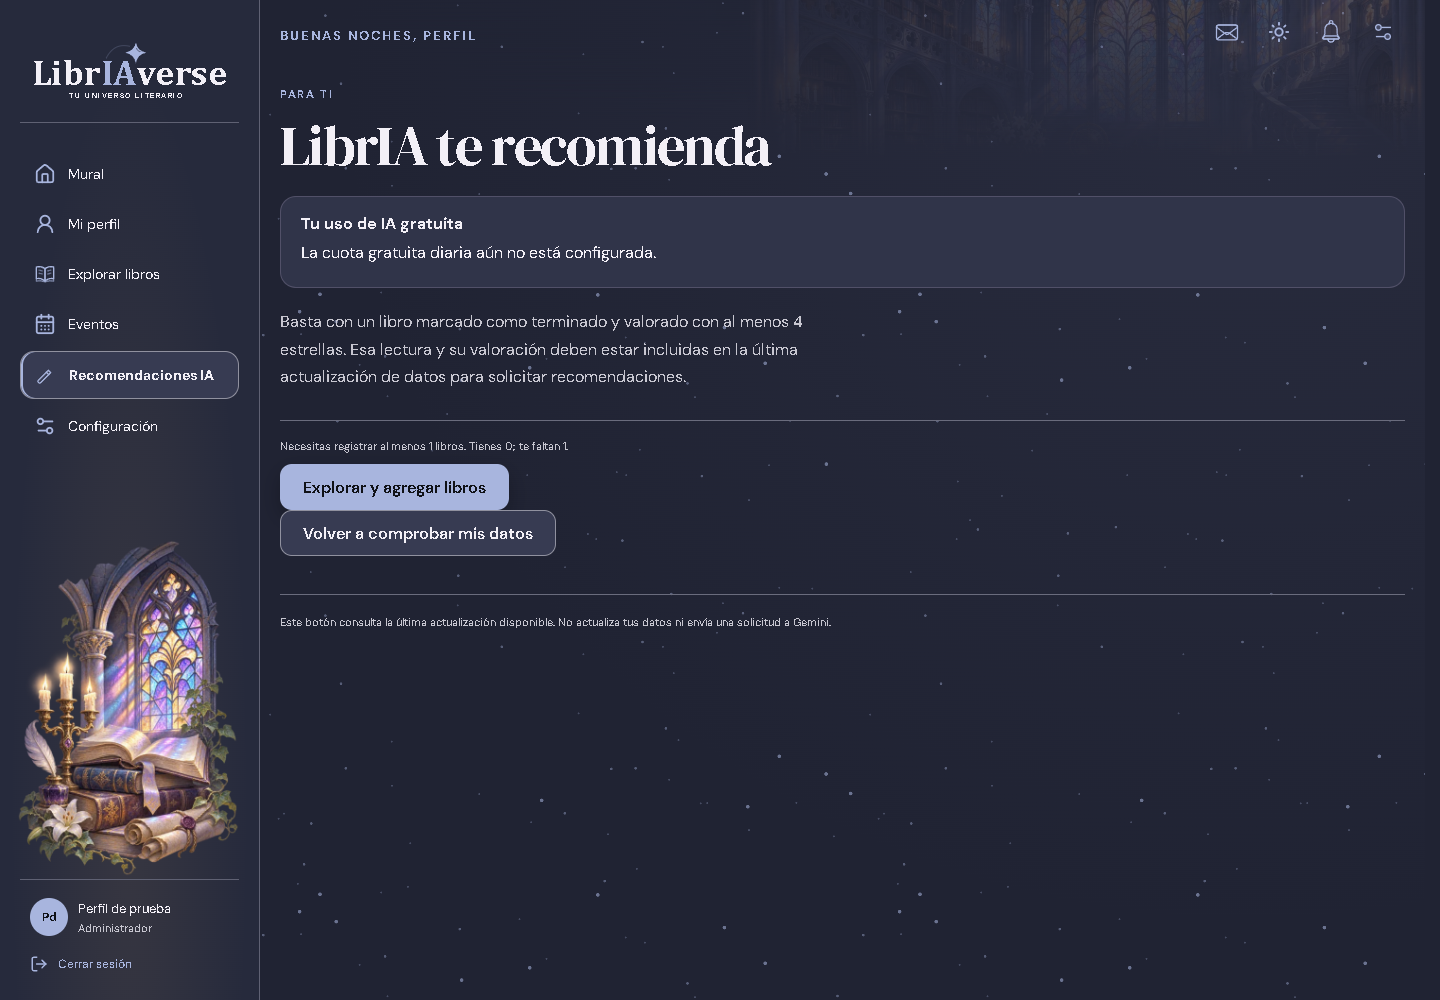 LibrIAverse
TU UNIVERSO LITERARIO
Mural
Mi perfil
Explorar libros
Eventos
Recomendaciones IA
Configuración
Pd
Perfil de prueba
Administrador
Cerrar sesión
BUENAS NOCHES, PERFIL
PARA TI
LibrIA te recomienda
Tu uso de IA gratuita
La cuota gratuita diaria aún no está configurada.
Basta con un libro marcado como terminado y valorado con al menos 4
estrellas. Esa lectura y su valoración deben estar incluidas en la última
actualización de datos para solicitar recomendaciones.
Necesitas registrar al menos 1 libros. Tienes 0; te faltan 1.
Explorar y agregar libros
Volver a comprobar mis datos
Este botón consulta la última actualización disponible. No actualiza tus datos ni envía una solicitud a Gemini.